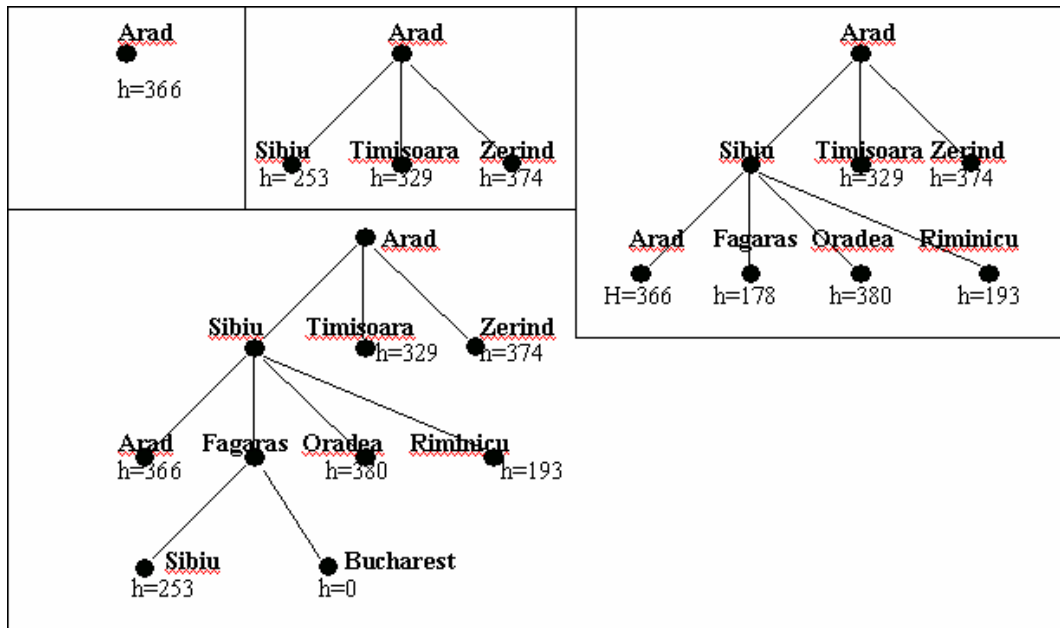 Arad
h=366
Arad
Sibiu Timisoara Zerind
h= 253 h=329 h=374
Arad
Sibiu Timisoara Zerind
h=329 h=374
Arad Fagaras Oradea Riminicu
H=366 h=178 h=380 h=193
Arad
Sibiu Timisoara Zerind
h=329 h=374
Arad Fagaras Oradea Riminicu
h=366 h=380 h=193
Sibiu Bucharest
h=253 h=0